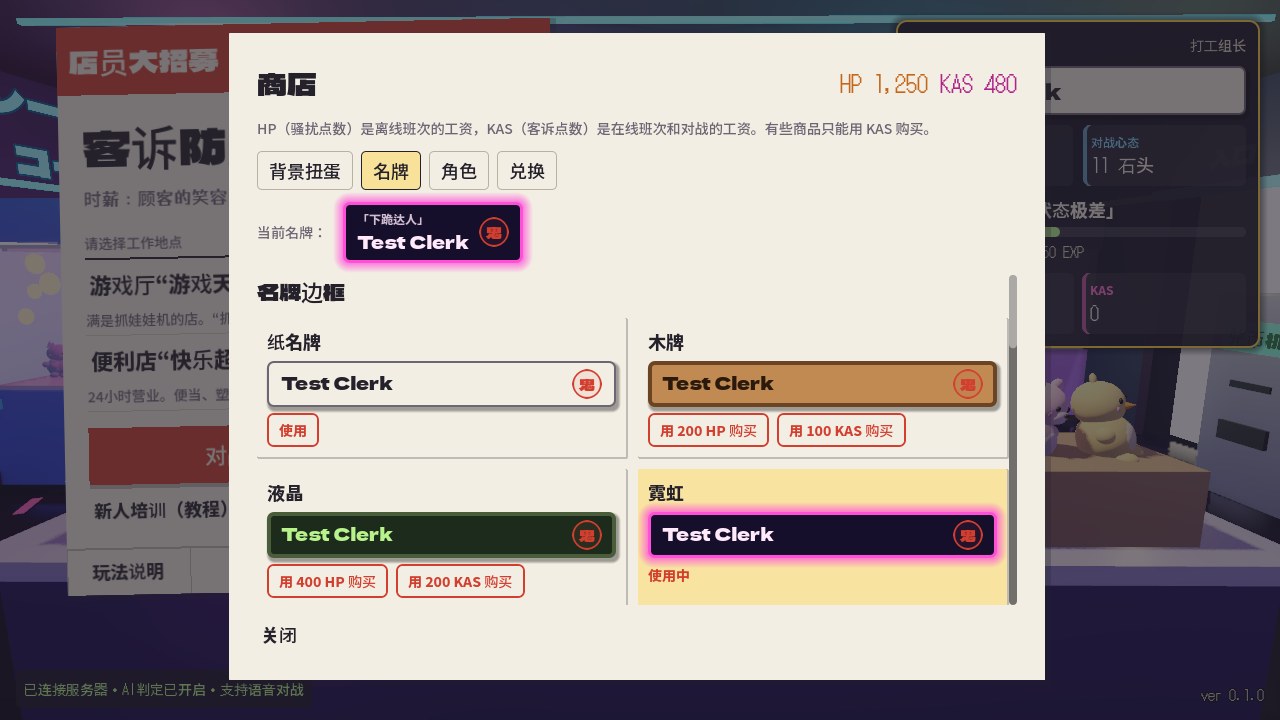 商店
HP 1,250 KAS 480
HP（骚扰点数）是离线班次的工资，KAS（客诉点数）是在线班次和对战的工资。有些商品只能用 KAS 购买。
背景扭蛋 名牌 角色 兑换
当前名牌：
「下跪达人」
Test Clerk
名牌边框
纸名牌
Test Clerk
使用
木牌
Test Clerk
用 200 HP 购买 用 100 KAS 购买
液晶
Test Clerk
用 400 HP 购买 用 200 KAS 购买
霓虹
Test Clerk
使用中
关闭
店员大招募
客诉防
时薪：顾客的笑容
请选择工作地点
游戏厅“游戏天
满是抓娃娃机的店。“抓
便利店“快乐超
24小时营业。便当、塑
对
新人培训（教程）
玩法说明
打工组长
k
对战心态
11 石头
状态极差」
50 EXP
KAS
0
已连接服务器・AI判定已开启・支持语音对战
ver 0.1.0